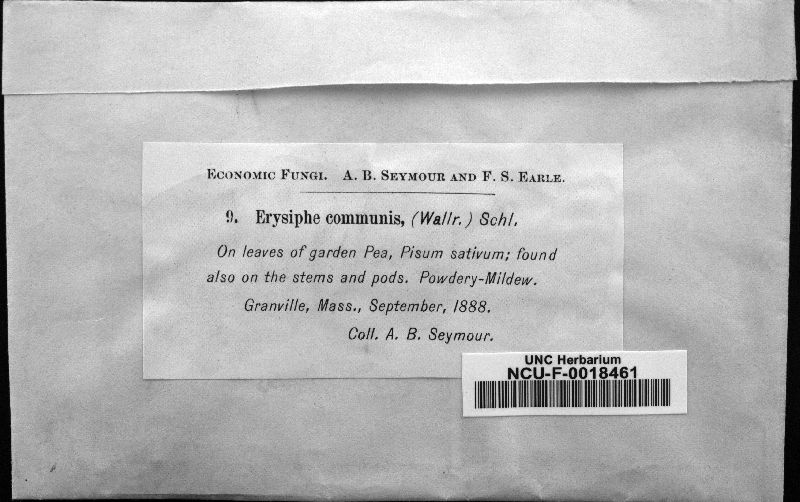 Economic Fungi. A. B. Seymour and F. S. Earle.
9. Erysiphe communis, (Wallr.) Schl.
On leaves of garden Pea, Pisum sativum; found
also on the stems and pods. Powdery-Mildew.
Granville, Mass., September, 1888.
Coll. A. B. Seymour.
UNC Herbarium
NCU-F-0018461